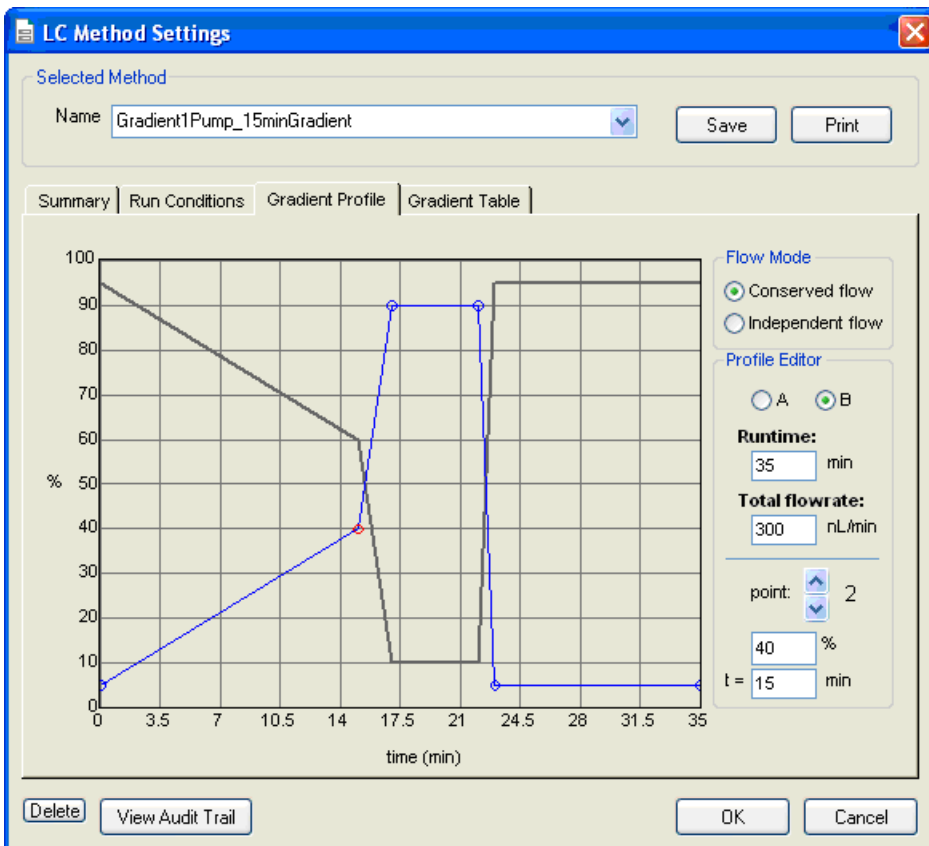 LC Method Settings
Selected Method
Name Gradient1Pump_15minGradient Save Print
Summary Run Conditions Gradient Profile Gradient Table
100
90
80
70
60
50
40
30
20
10
0
%
0 3.5 7 10.5 14 17.5 21 24.5 28 31.5 35
time (min)
Flow Mode
Conserved flow
Independent flow
Profile Editor
A B
Runtime:
35 min
Total flowrate:
300 nL/min
point: 2
40 %
t = 15 min
Delete View Audit Trail OK Cancel